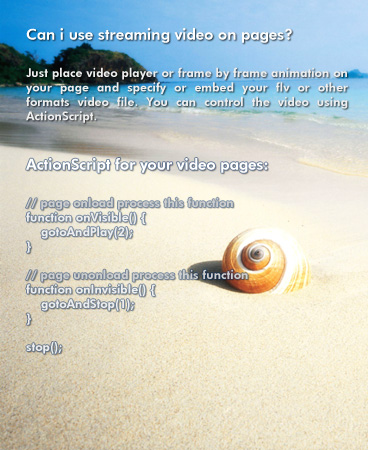 Can i use streaming video on pages?
Just place video player or frame by frame animation on
your page and specify or embed your flv or other
formats video file. You can control the video using
ActionScript.
ActionScript for your video pages:
// page onload process this function
function onVisible() {
gotoAndPlay(2);
}
// page unonload process this function
function onInvisible() {
gotoAndStop(1);
}
stop();